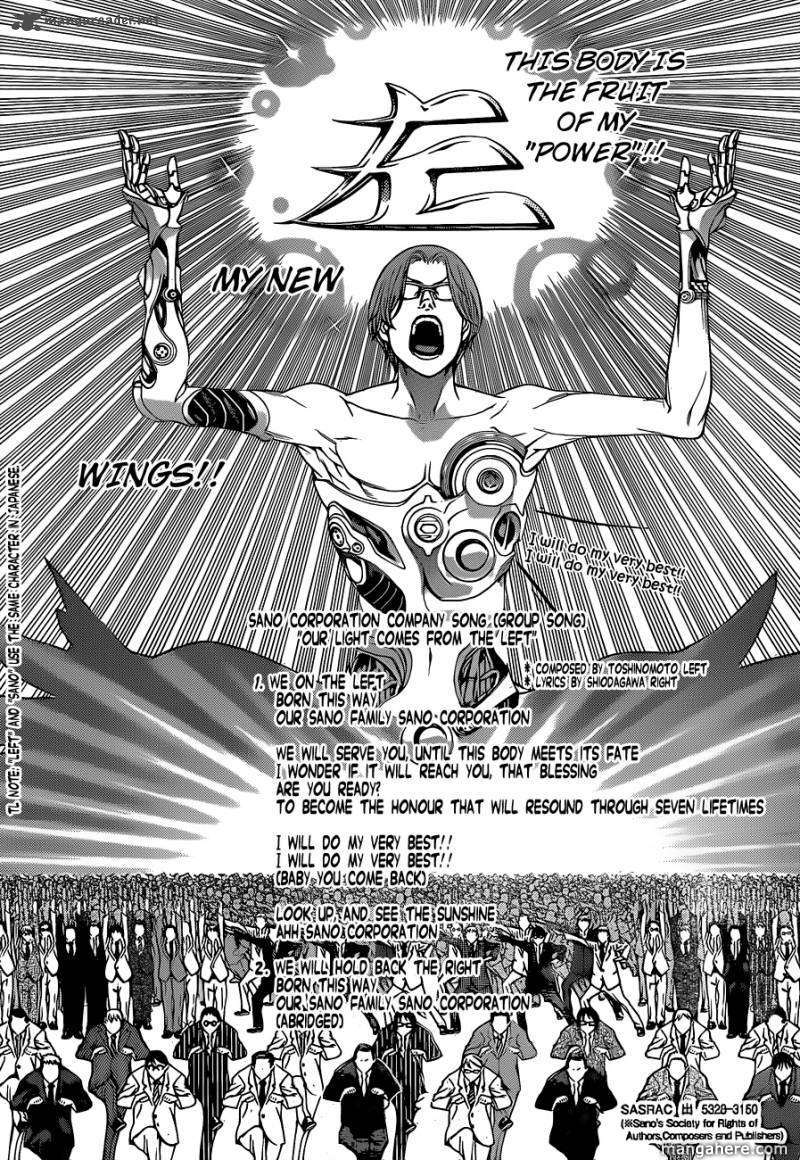 mangareader.net
THIS BODY IS
THE FRUIT
OF MY
"POWER"!!
左
MY NEW
WINGS!!
I will do my very best!!
I will do my very best!!
TL NOTE: "LEFT" AND "SANO" USE THE SAME CHARACTER IN JAPANESE
SANO CORPORATION COMPANY SONG (GROUP SONG)
"OUR LIGHT COMES FROM THE LEFT"
* COMPOSED BY TOSHINOMOTO LEFT
* LYRICS BY SHIODAGAWA RIGHT
1. WE ON THE LEFT
BORN THIS WAY
OUR SANO FAMILY SANO CORPORATION
WE WILL SERVE YOU, UNTIL THIS BODY MEETS ITS FATE
I WONDER IF IT WILL REACH YOU, THAT BLESSING
ARE YOU READY?
TO BECOME THE HONOUR THAT WILL RESOUND THROUGH SEVEN LIFETIMES
I WILL DO MY VERY BEST!!
I WILL DO MY VERY BEST!!
(BABY YOU COME BACK)
LOOK UP AND SEE THE SUNSHINE
AHH SANO CORPORATION
2. WE WILL HOLD BACK THE RIGHT
BORN THIS WAY
OUR SANO FAMILY SANO CORPORATION
(ABRIDGED)
SASRAC 出 5328-3150
(※Sano's Society for Rights of
Authors,Composers and Publishers)
mangahere.com